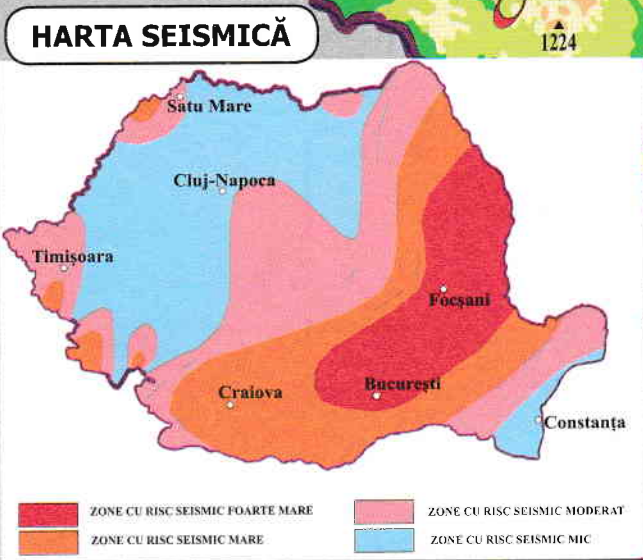 HARTA SEISMICĂ
1224
Satu Mare
Cluj-Napoca
Timișoara
Focșani
București
Craiova
Constanța
ZONE CU RISC SEISMIC FOARTE MARE
ZONE CU RISC SEISMIC MODERAT
ZONE CU RISC SEISMIC MARE
ZONE CU RISC SEISMIC MIC